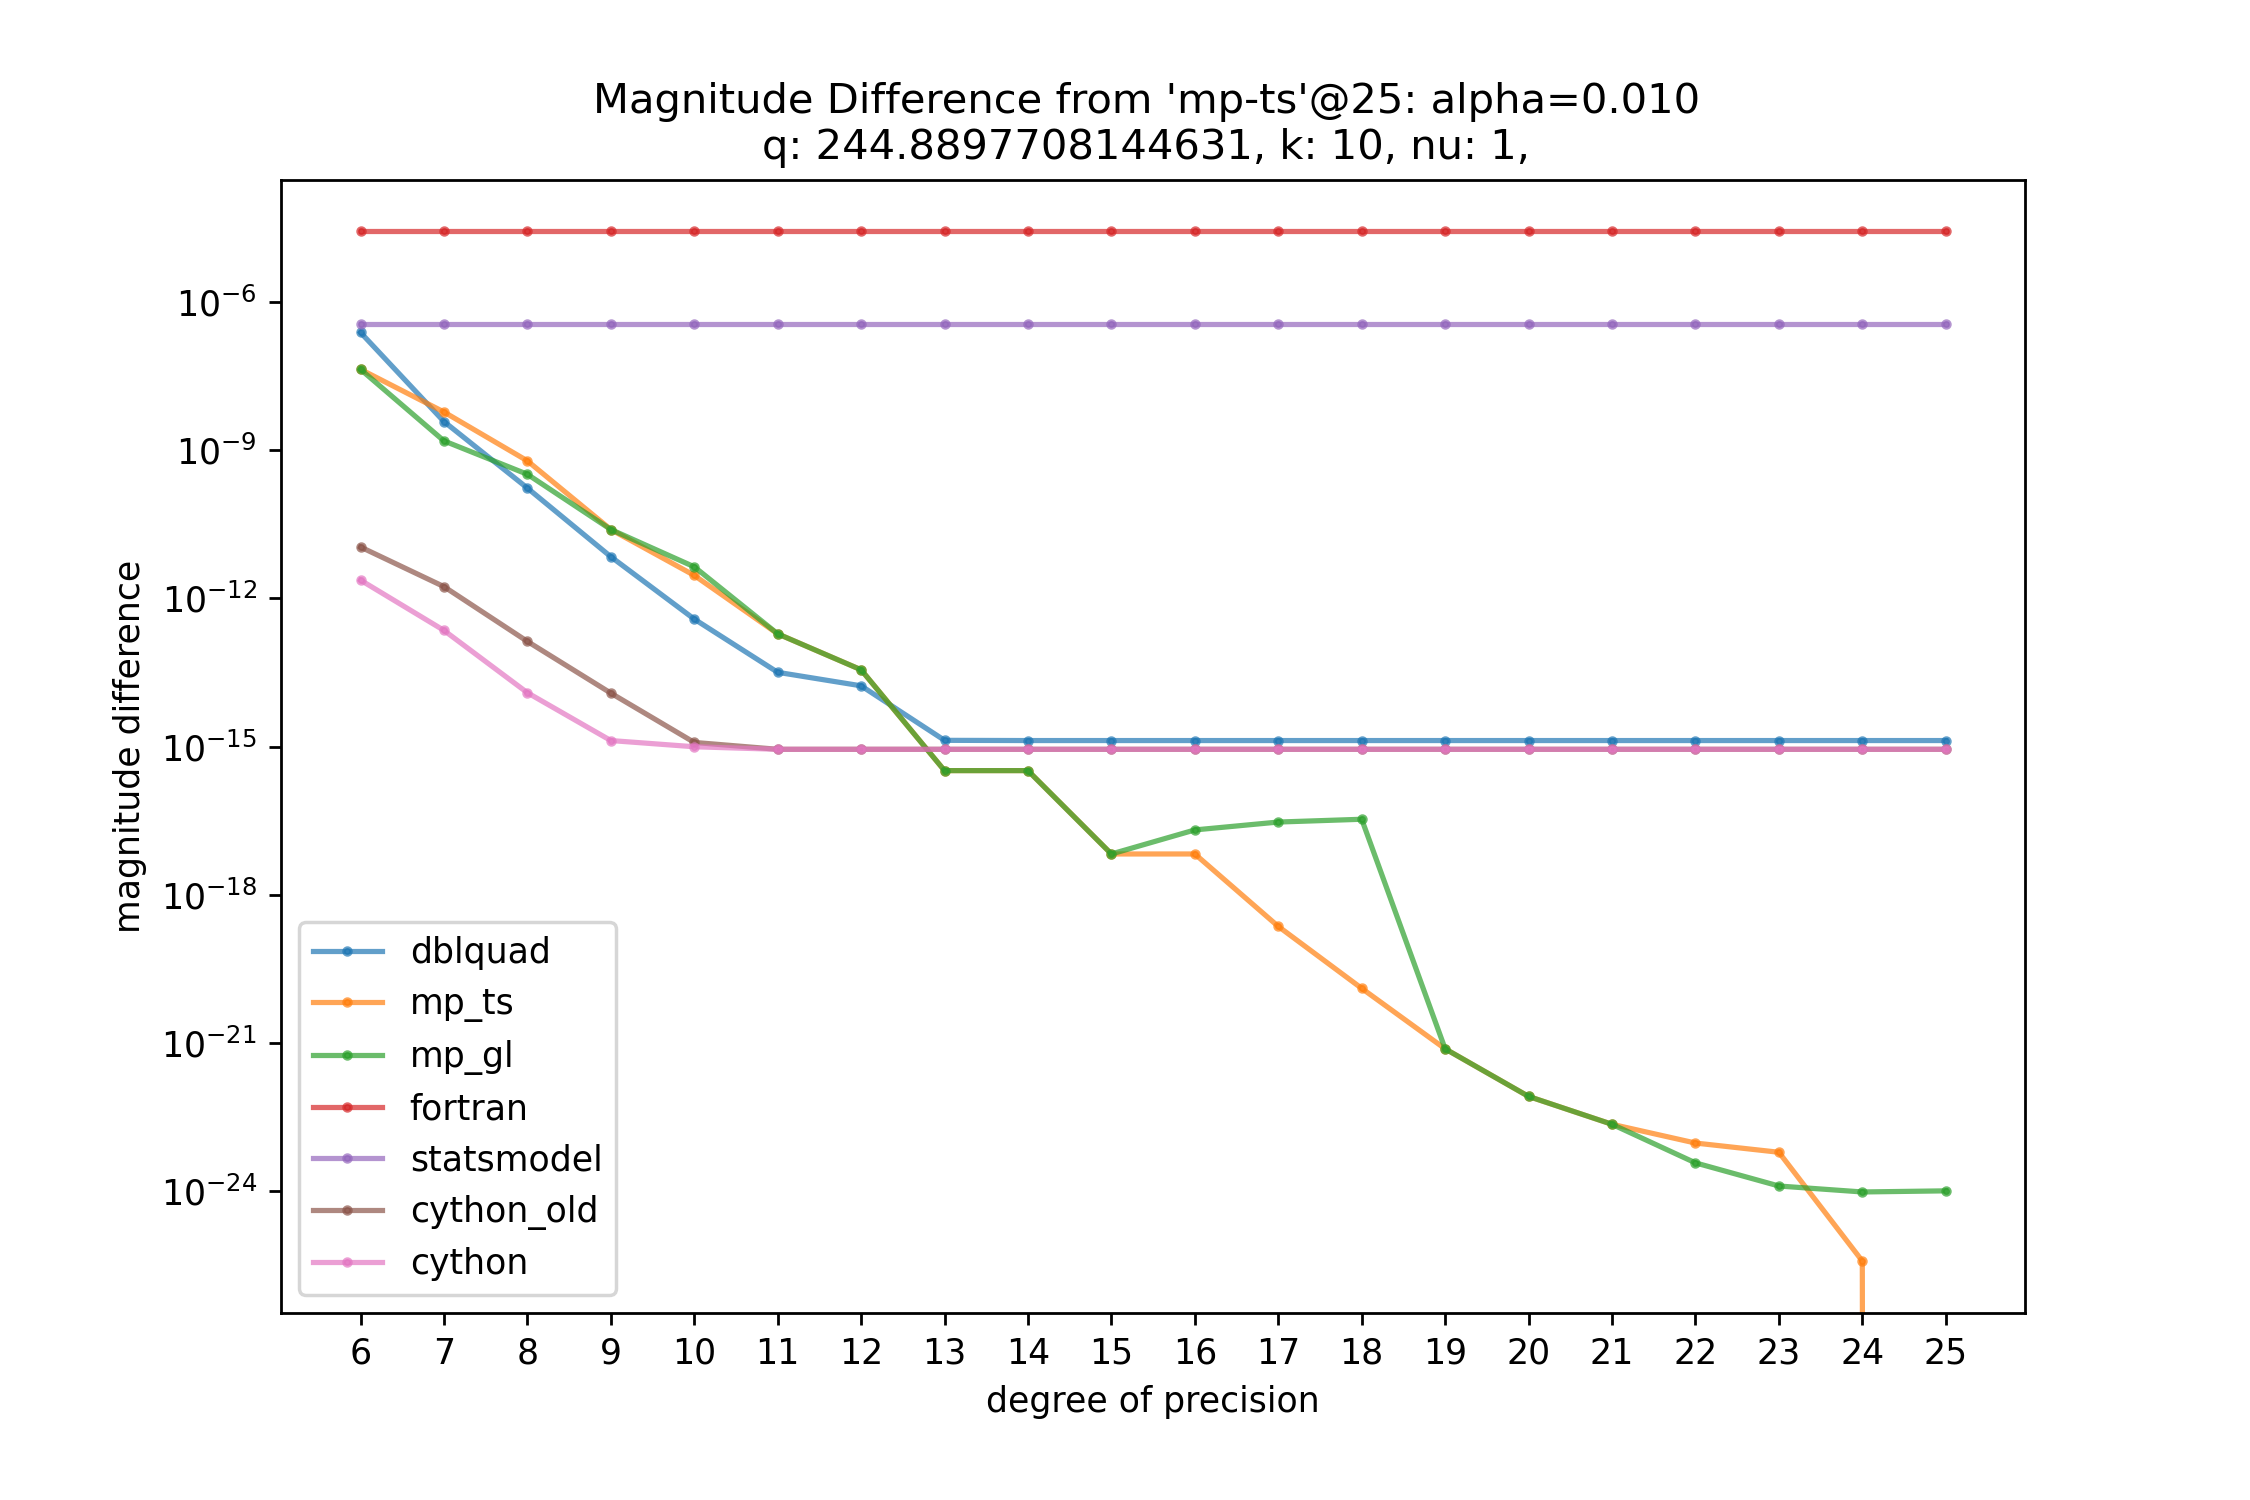 Magnitude Difference from 'mp-ts'@25: alpha=0.010
q: 244.8897708144631, k: 10, nu: 1,
magnitude difference
10⁻⁶
10⁻⁹
10⁻¹²
10⁻¹⁵
10⁻¹⁸
10⁻²¹
10⁻²⁴
dblquad
mp_ts
mp_gl
fortran
statsmodel
cython_old
cython
6 7 8 9 10 11 12 13 14 15 16 17 18 19 20 21 22 23 24 25
degree of precision